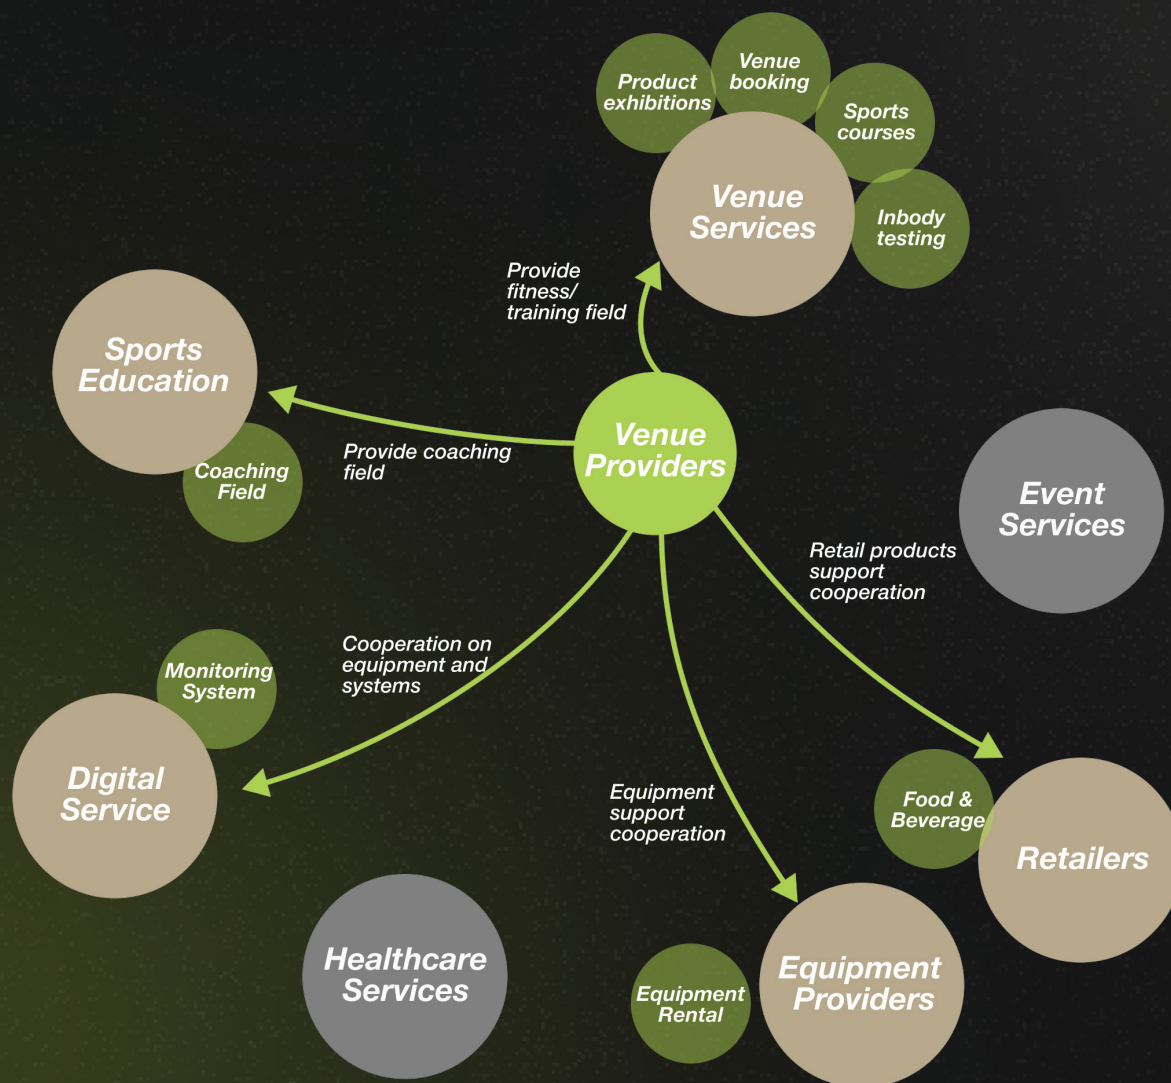 Venue
booking
Product
exhibitions
Sports
courses
Venue
Services
Inbody
testing
Provide
fitness/
training field
Sports
Education
Provide coaching
field
Coaching
Field
Venue
Providers
Event
Services
Retail products
support
cooperation
Cooperation on
equipment and
systems
Monitoring
System
Digital
Service
Equipment
support
cooperation
Food &
Beverage
Retailers
Healthcare
Services
Equipment
Rental
Equipment
Providers